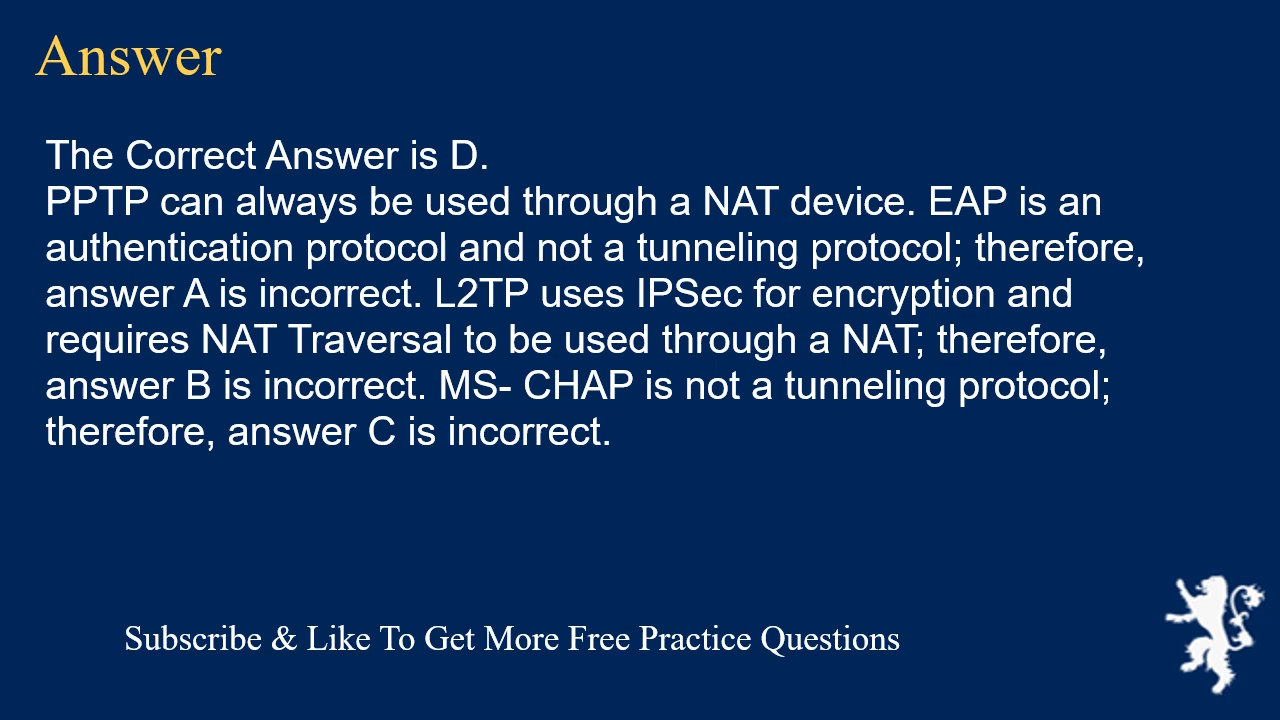 Answer
The Correct Answer is D.
PPTP can always be used through a NAT device. EAP is an
authentication protocol and not a tunneling protocol; therefore,
answer A is incorrect. L2TP uses IPSec for encryption and
requires NAT Traversal to be used through a NAT; therefore,
answer B is incorrect. MS- CHAP is not a tunneling protocol;
therefore, answer C is incorrect.
Subscribe & Like To Get More Free Practice Questions